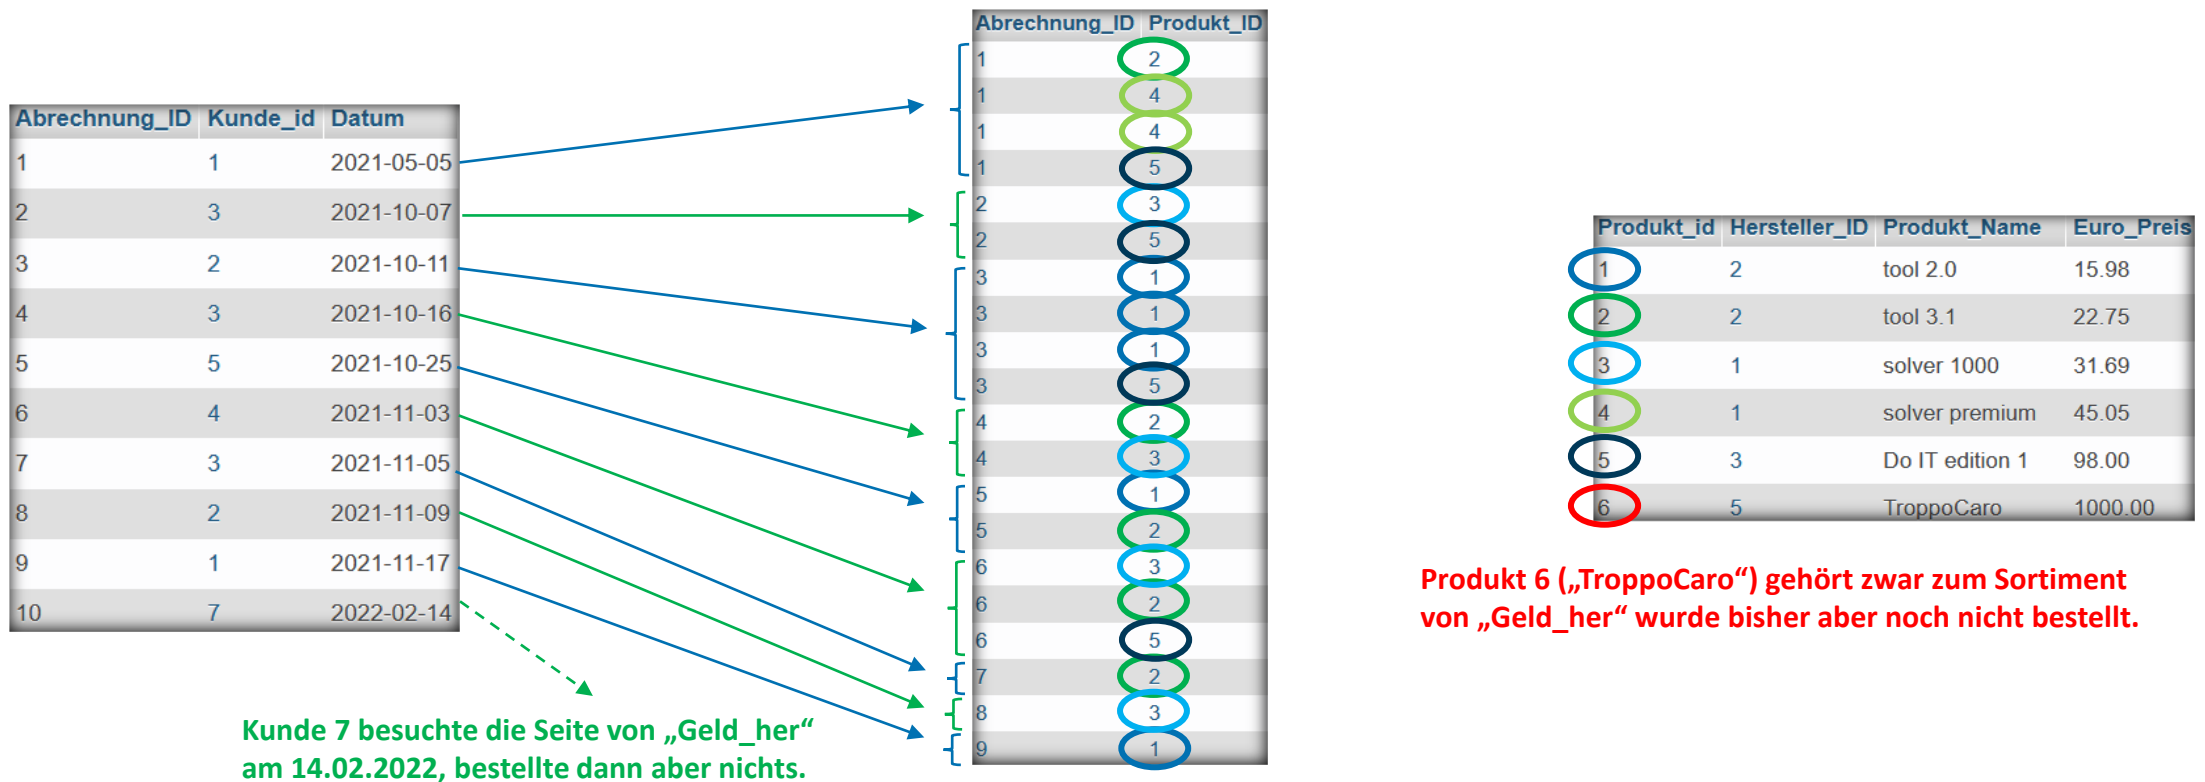 Abrechnung_ID Kunde_id Datum
1 1 2021-05-05
2 3 2021-10-07
3 2 2021-10-11
4 3 2021-10-16
5 5 2021-10-25
6 4 2021-11-03
7 3 2021-11-05
8 2 2021-11-09
9 1 2021-11-17
10 7 2022-02-14
Kunde 7 besuchte die Seite von „Geld_her“
am 14.02.2022, bestellte dann aber nichts.
Abrechnung_ID Produkt_ID
1 2
1 4
1 4
1 5
2 3
2 5
3 1
3 1
3 1
3 5
4 2
4 3
5 1
5 2
6 3
6 2
6 5
7 2
8 3
9 1
Produkt_id Hersteller_ID Produkt_Name Euro_Preis
1 2 tool 2.0 15.98
2 2 tool 3.1 22.75
3 1 solver 1000 31.69
4 1 solver premium 45.05
5 3 Do IT edition 1 98.00
6 5 TroppoCaro 1000.00
Produkt 6 („TroppoCaro“) gehört zwar zum Sortiment
von „Geld_her“ wurde bisher aber noch nicht bestellt.